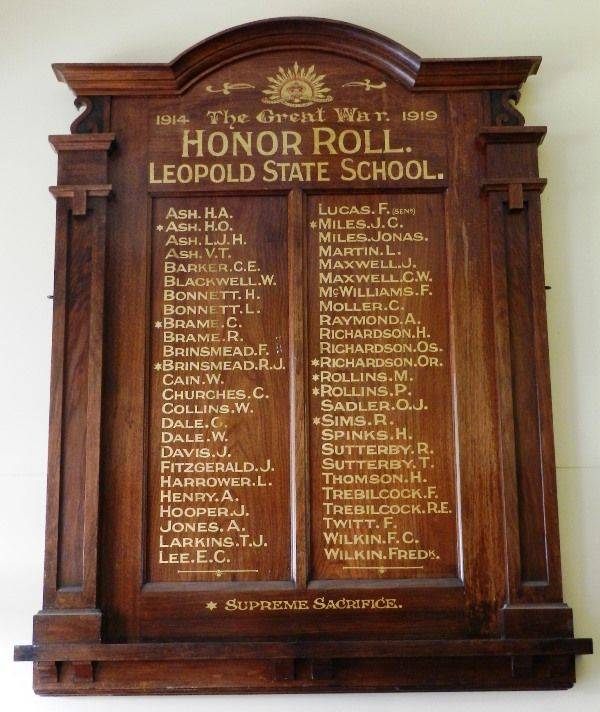 1914 The Great War. 1919
HONOR ROLL.
LEOPOLD STATE SCHOOL.
ASH. H.A.
*ASH. H.O.
ASH. L.J.H.
ASH. V.T.
BARKER. C.E.
BLACKWELL. W.
BONNETT. H.
BONNETT. L.
*BRAME. C.
BRAME. R.
BRINSMEAD. F.
*BRINSMEAD. R.J.
CAIN. W.
CHURCHES. C.
COLLINS. W.
DALE. C.
DALE. W.
DAVIS. J.
FITZGERALD. J.
HARROWER. L.
HENRY. A.
HOOPER. J.
JONES. A.
LARKINS. T.J.
LEE. E.C.
LUCAS. F. (SENR)
*MILES. J.C.
MILES. JONAS.
MARTIN. L.
MAXWELL. J.
MAXWELL. C.W.
McWILLIAMS. F.
MOLLER. C.
RAYMOND. A.
RICHARDSON. H.
RICHARDSON. OS.
*RICHARDSON. OR.
*ROLLINS. M.
*ROLLINS. P.
SADLER. O.J.
*SIMS. R.
SPINKS. H.
SUTTERBY. R.
SUTTERBY. T.
THOMSON. H.
TREBILCOCK. F.
TREBILCOCK. R.E.
TWITT. F.
WILKIN. F.C.
WILKIN. FREDK.
* SUPREME SACRIFICE.